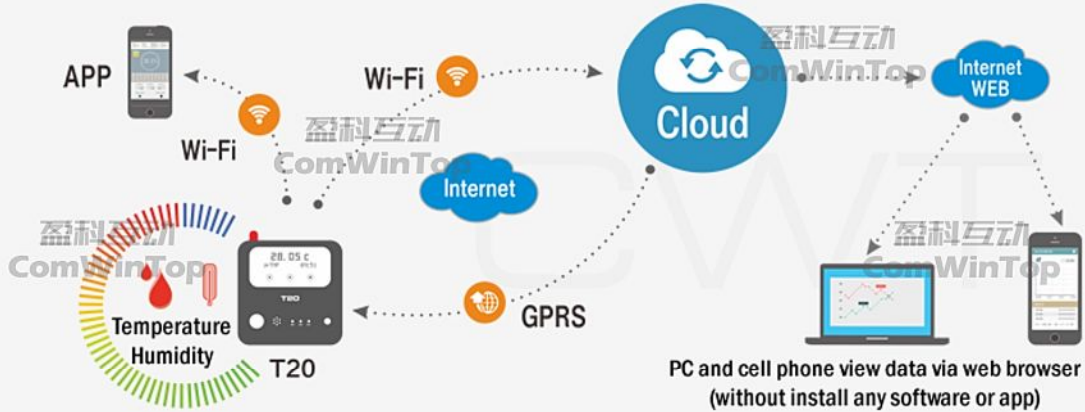 盈科互动
ComWinTop
APP
Wi-Fi
Wi-Fi
Cloud
Internet
WEB
盈科互动
ComWinTop
Internet
盈科互动
ComWinTop
28.05c
T20
Temperature
Humidity
T20
GPRS
CWT
盈科互动
ComWinTop
PC and cell phone view data via web browser
(without install any software or app)